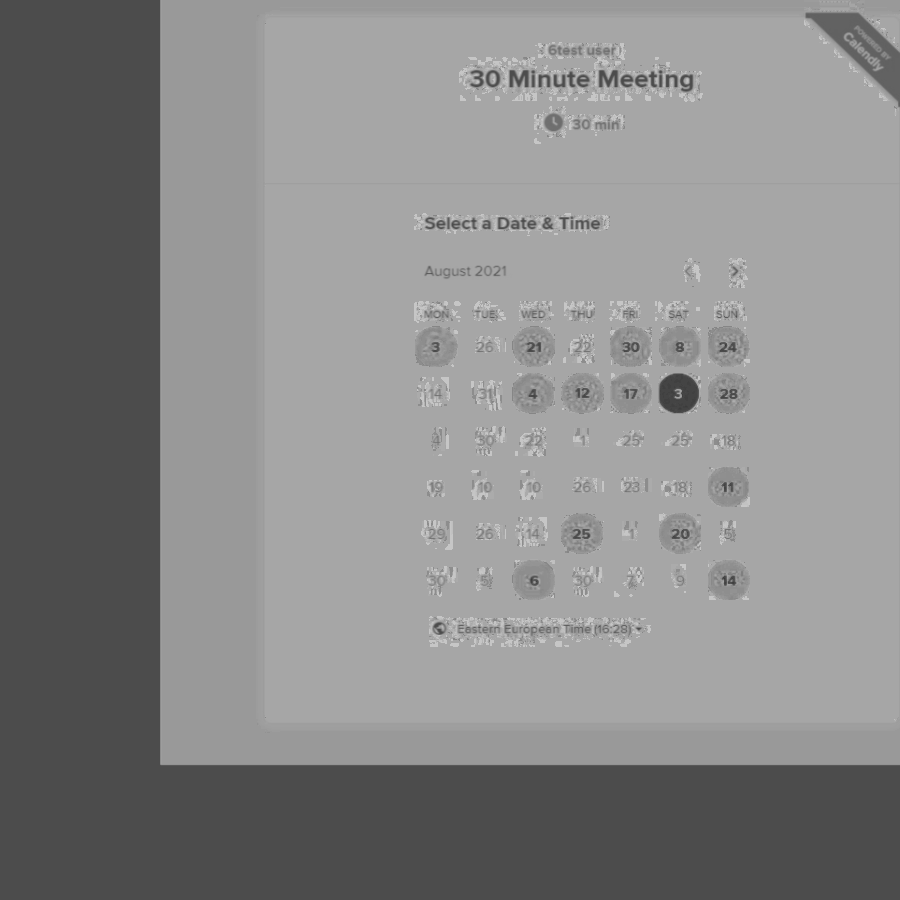 6test user
POWERED BY
Calendly
30 Minute Meeting
30 min
Select a Date & Time
August 2021
MON TUE WED THU FRI SAT SUN
3 26 21 22 30 8 24
14 31 4 12 17 3 28
4 30 22 1 25 25 18
19 10 10 26 23 18 11
29 26 14 25 1 20 5
30 5 6 30 7 9 14
Eastern European Time (16:28)